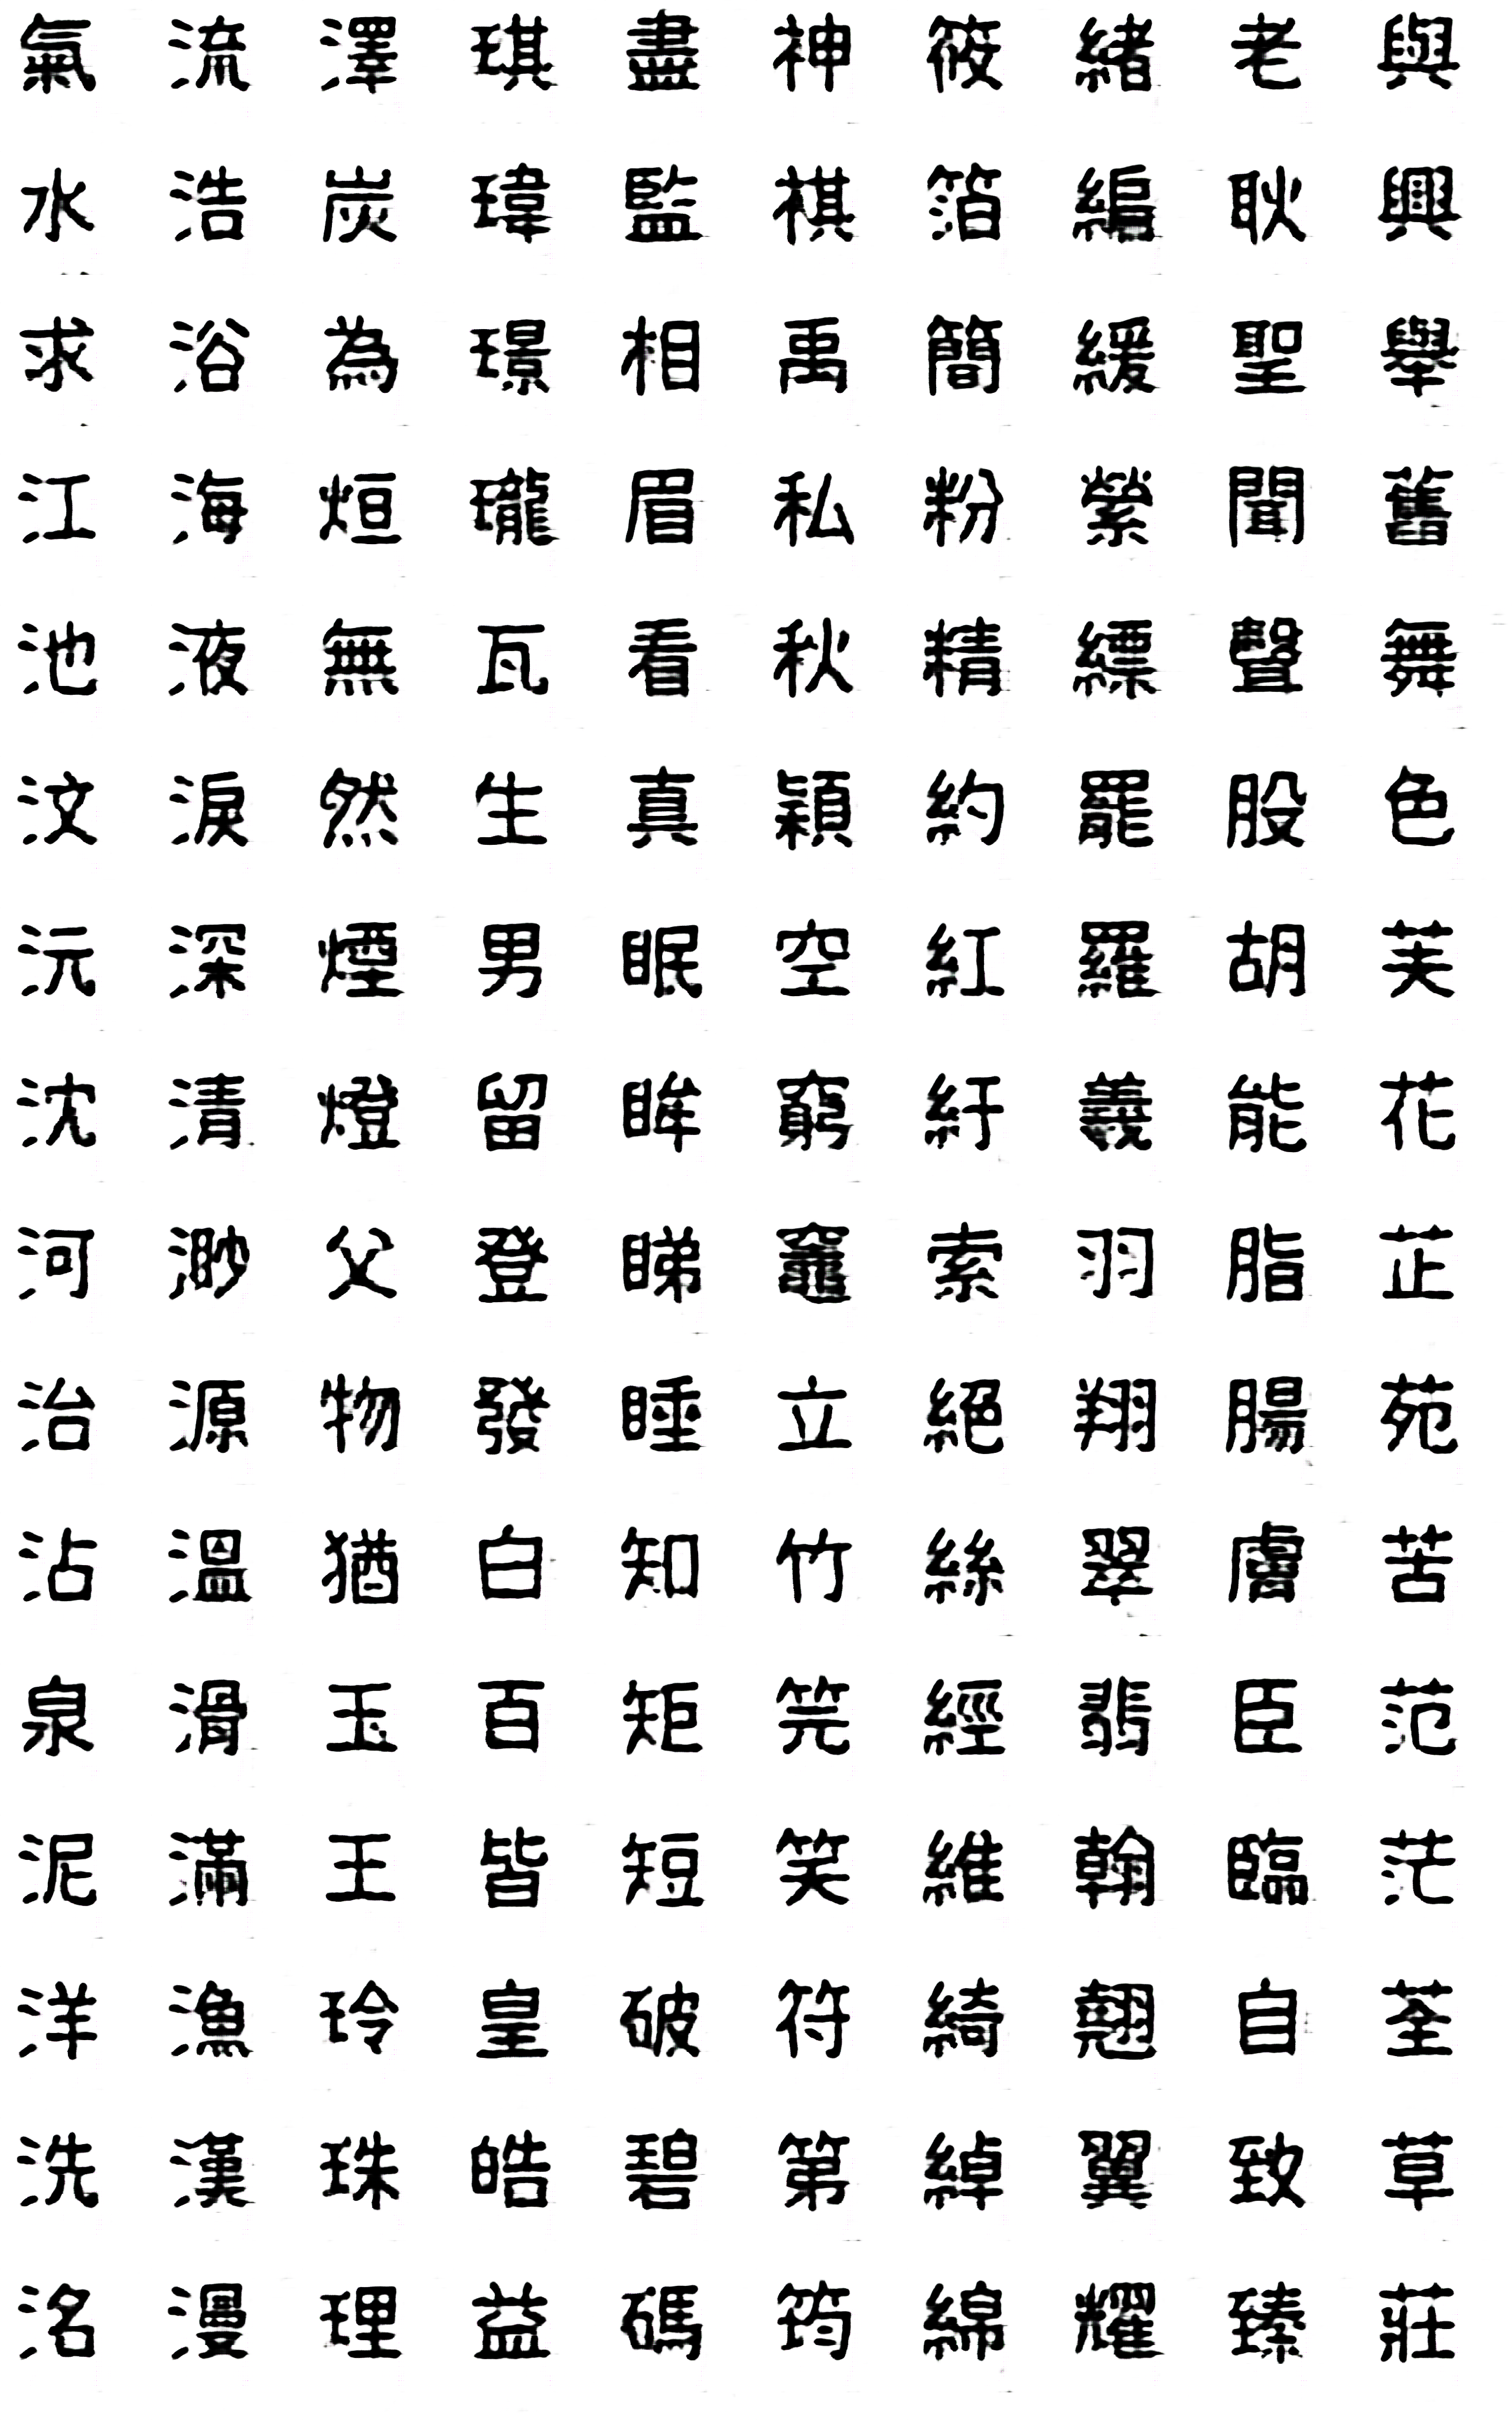 氣流澤琪盡神筱緒老與
水浩炭瑋監祺箔編耿興
求浴為璟相禹簡緩聖舉
江海烜瓏眉私粉縈聞舊
池液無瓦看秋精縹聲舞
汶淚然生真穎約罷股色
沅深煙男眠空紅羅胡芙
沈清燈留眸窮紆羲能花
河渺父登睇竈索羽脂芷
治源物發睡立絕翔腸苑
沾溫猶白知竹絲翠膚苦
泉滑玉百矩笎經翡臣范
泥滿王皆短笑維翰臨茫
洋漁玲皇破符綺翹自荃
洗漢珠皓碧第綽翼致草
洺漫理益碼筠綿耀臻莊